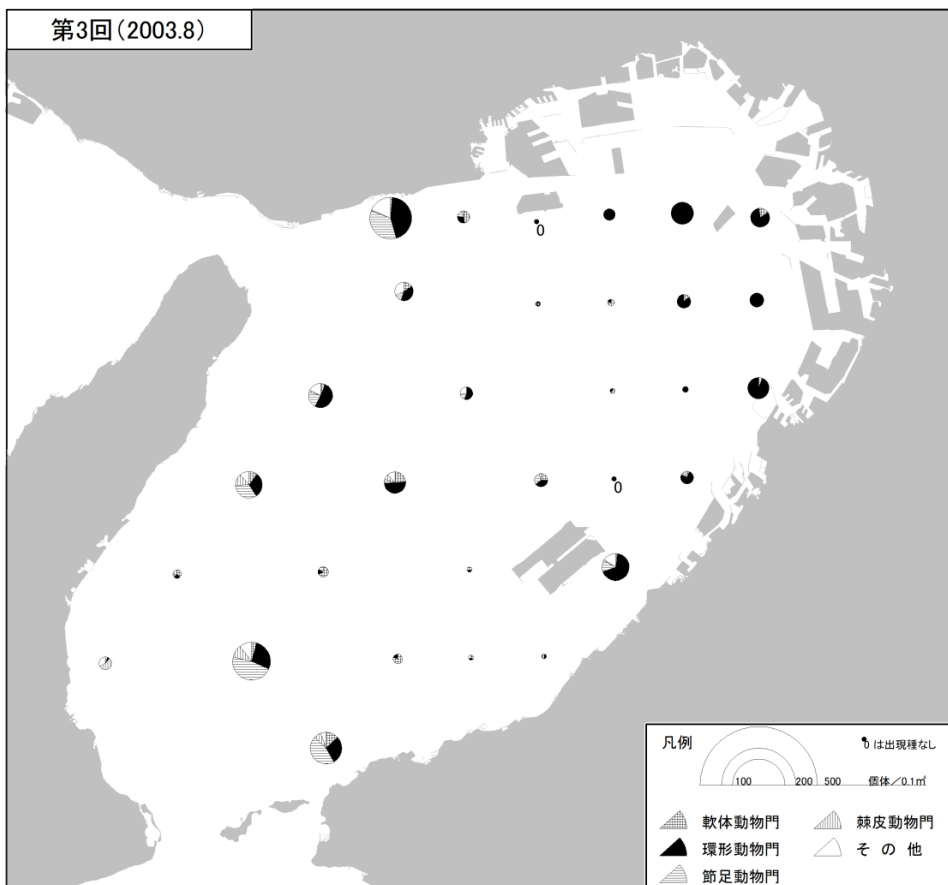 第3回(2003.8)
0
0
凡例
0 は出現種なし
100 200 500 個体/0.1㎡
軟体動物門 棘皮動物門
環形動物門 その他
節足動物門